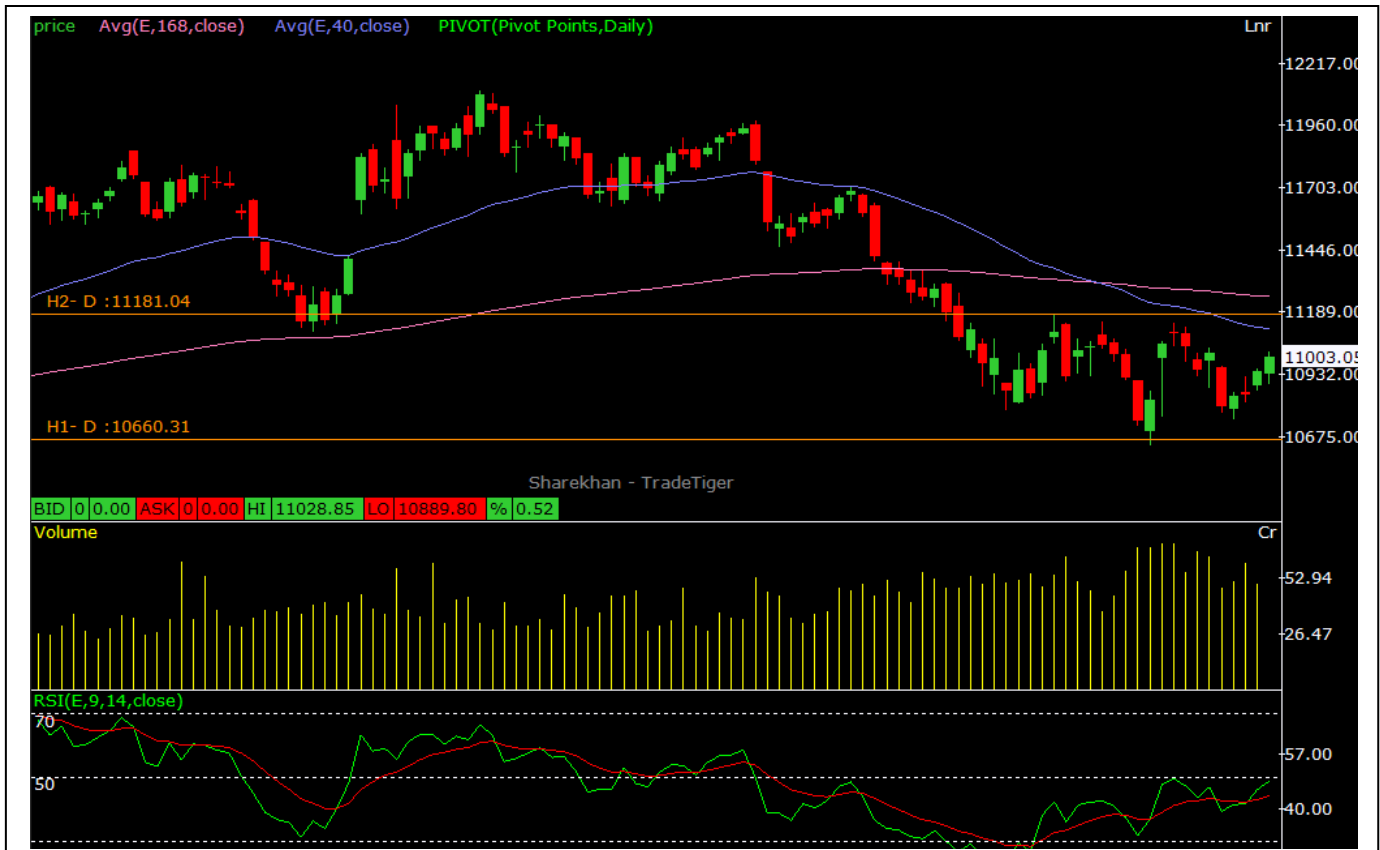 price Avg(E,168,close) Avg(E,40,close) PIVOT(Pivot Points,Daily) Lnr
12217.00
11960.00
11703.00
11446.00
H2- D :11181.04
11189.00
11003.05
10932.00
H1- D :10660.31
10675.00
Sharekhan - TradeTiger
BID 0 0.00 ASK 0 0.00 HI 11028.85 LO 10889.80 % 0.52
Volume Cr
52.94
26.47
RSI(E,9,14,close)
70
57.00
50
40.00